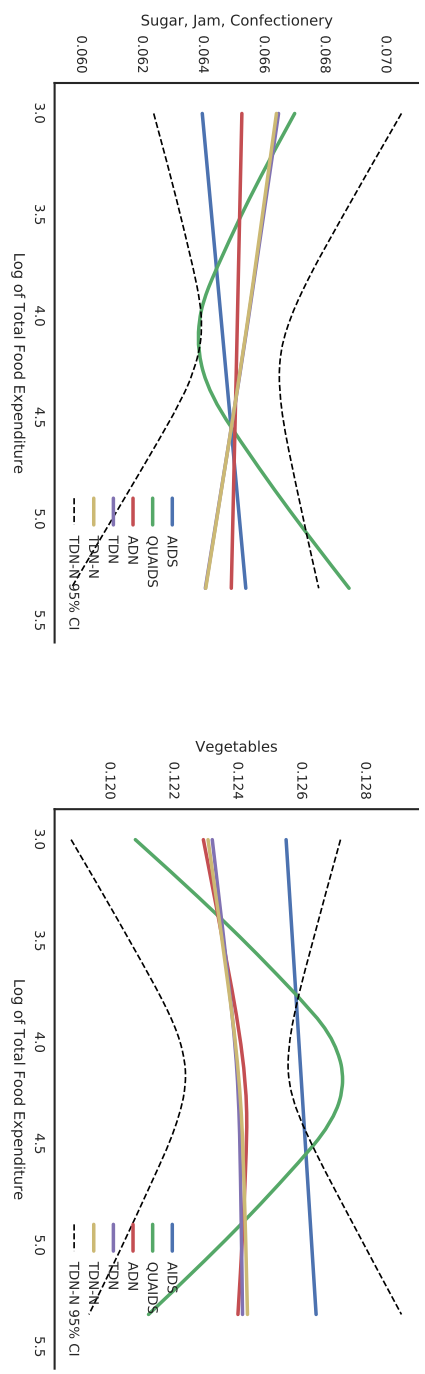 Sugar, Jam, Confectionery
0.070
0.068
0.066
0.064
0.062
0.060
3.0
3.5
4.0
4.5
5.0
5.5
Log of Total Food Expenditure
AIDS
QUAIDS
ADN
TDN
TDN-N
TDN-N 95% CI
Vegetables
0.128
0.126
0.124
0.122
0.120
3.0
3.5
4.0
4.5
5.0
5.5
Log of Total Food Expenditure
AIDS
QUAIDS
ADN
TDN
TDN-N
TDN-N 95% CI